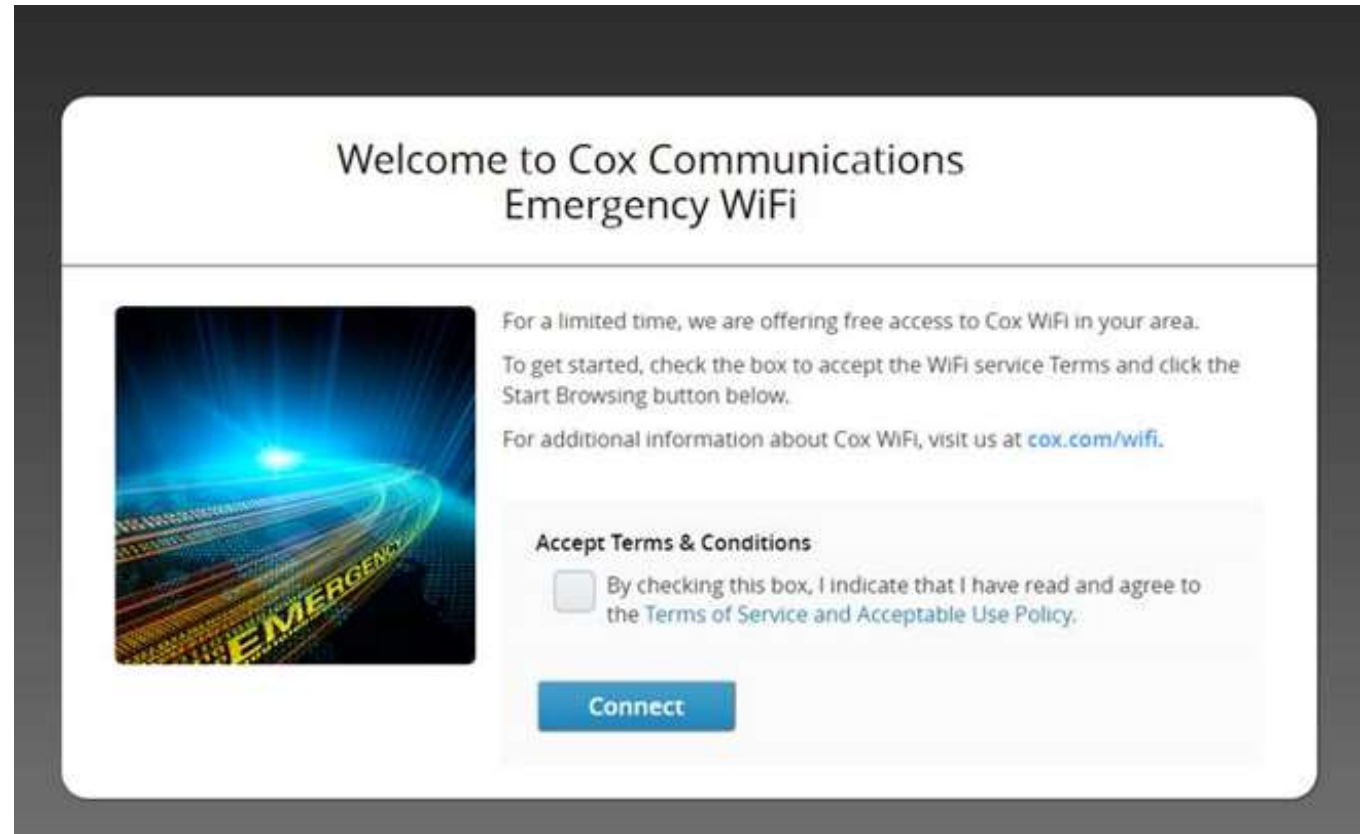 Welcome to Cox Communications
Emergency WiFi
For a limited time, we are offering free access to Cox WiFi in your area.
To get started, check the box to accept the WiFi service Terms and click the
Start Browsing button below.
For additional information about Cox WiFi, visit us at cox.com/wifi.
EMERGENCY
Accept Terms & Conditions
By checking this box, I indicate that I have read and agree to
the Terms of Service and Acceptable Use Policy.
Connect